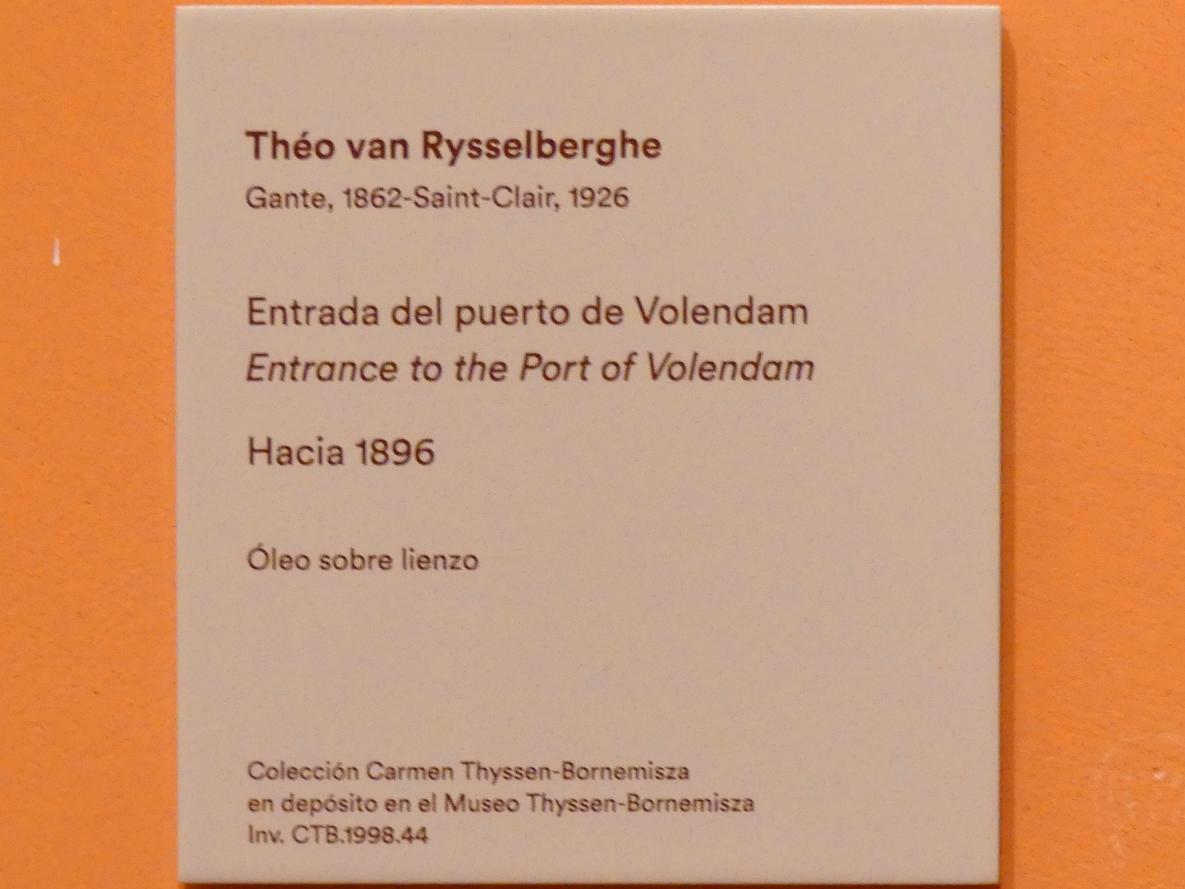 Théo van Rysselberghe
Gante, 1862-Saint-Clair, 1926
Entrada del puerto de Volendam
Entrance to the Port of Volendam
Hacia 1896
Óleo sobre lienzo
Colección Carmen Thyssen-Bornemisza
en depósito en el Museo Thyssen-Bornemisza
Inv. CTB.1998.44